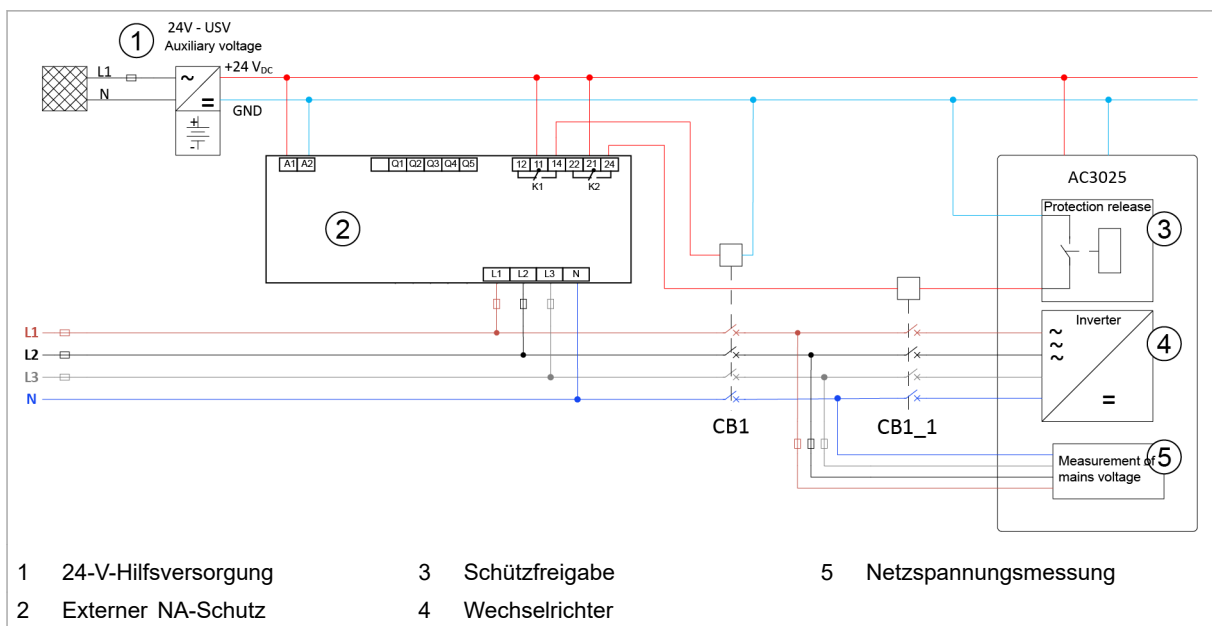 1
24V - USV
Auxiliary voltage
L1
N
~
=
+24 VDC
GND
+
-
A1 A2
Q1 Q2 Q3 Q4 Q5
12 11 14 22 21 24
K1
K2
2
L1 L2 L3 N
AC3025
Protection release
3
L1
L2
L3
N
CB1
CB1_1
Inverter
~
~
~
=
4
Measurement of
mains voltage
5
1 24-V-Hilfsversorgung
2 Externer NA-Schutz
3 Schützfreigabe
4 Wechselrichter
5 Netzspannungsmessung